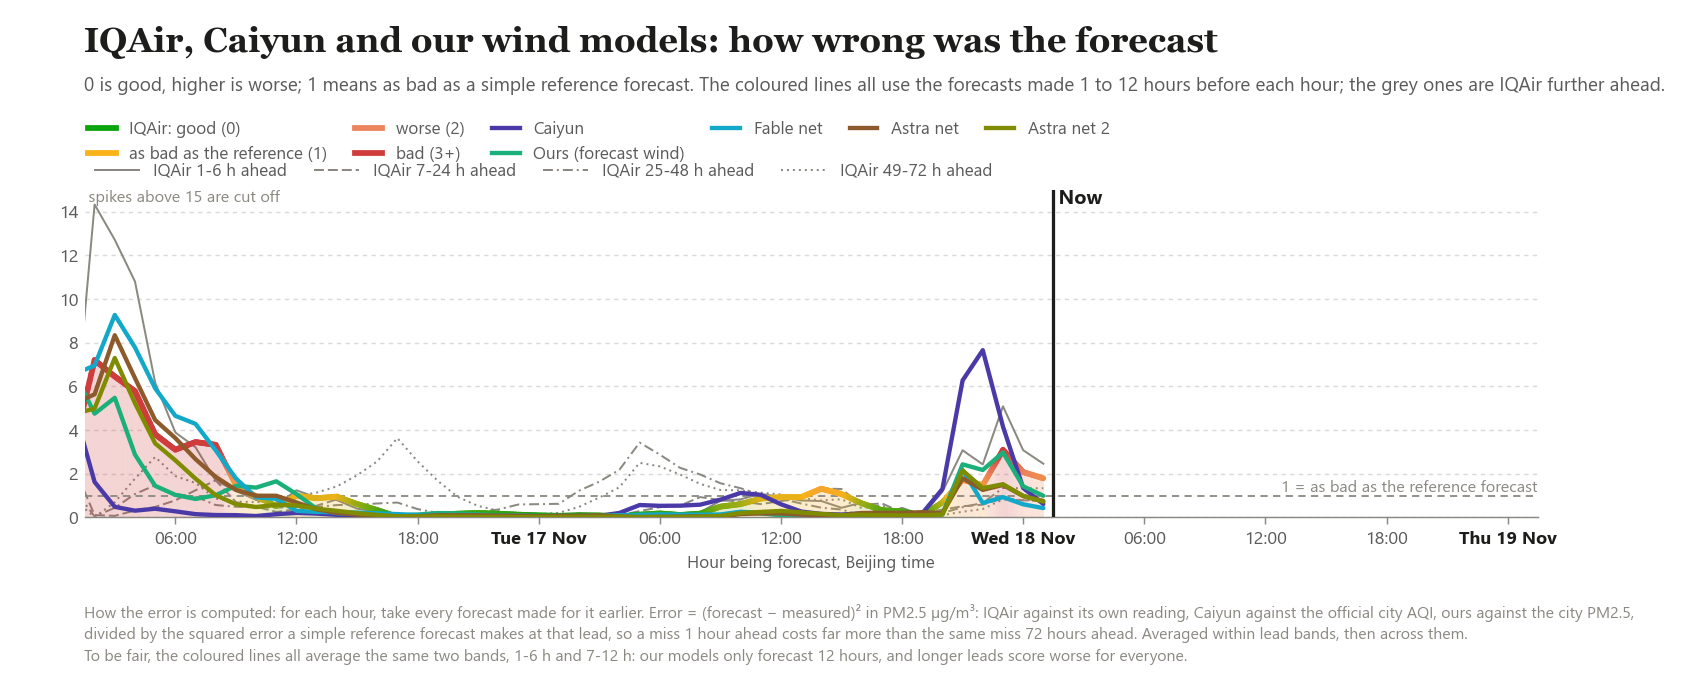 IQAir, Caiyun and our wind models: how wrong was the forecast
0 is good, higher is worse; 1 means as bad as a simple reference forecast. The coloured lines all use the forecasts made 1 to 12 hours before each hour; the grey ones are IQAir further ahead.
IQAir: good (0) worse (2) Caiyun Fable net Astra net Astra net 2
as bad as the reference (1) bad (3+) Ours (forecast wind)
IQAir 1-6 h ahead IQAir 7-24 h ahead IQAir 25-48 h ahead IQAir 49-72 h ahead
spikes above 15 are cut off
Now
14
12
10
8
6
4
2
1 = as bad as the reference forecast
0
06:00 12:00 18:00 Tue 17 Nov 06:00 12:00 18:00 Wed 18 Nov 06:00 12:00 18:00 Thu 19 Nov
Hour being forecast, Beijing time
How the error is computed: for each hour, take every forecast made for it earlier. Error = (forecast − measured)² in PM2.5 µg/m³: IQAir against its own reading, Caiyun against the official city AQI, ours against the city PM2.5,
divided by the squared error a simple reference forecast makes at that lead, so a miss 1 hour ahead costs far more than the same miss 72 hours ahead. Averaged within lead bands, then across them.
To be fair, the coloured lines all average the same two bands, 1-6 h and 7-12 h: our models only forecast 12 hours, and longer leads score worse for everyone.